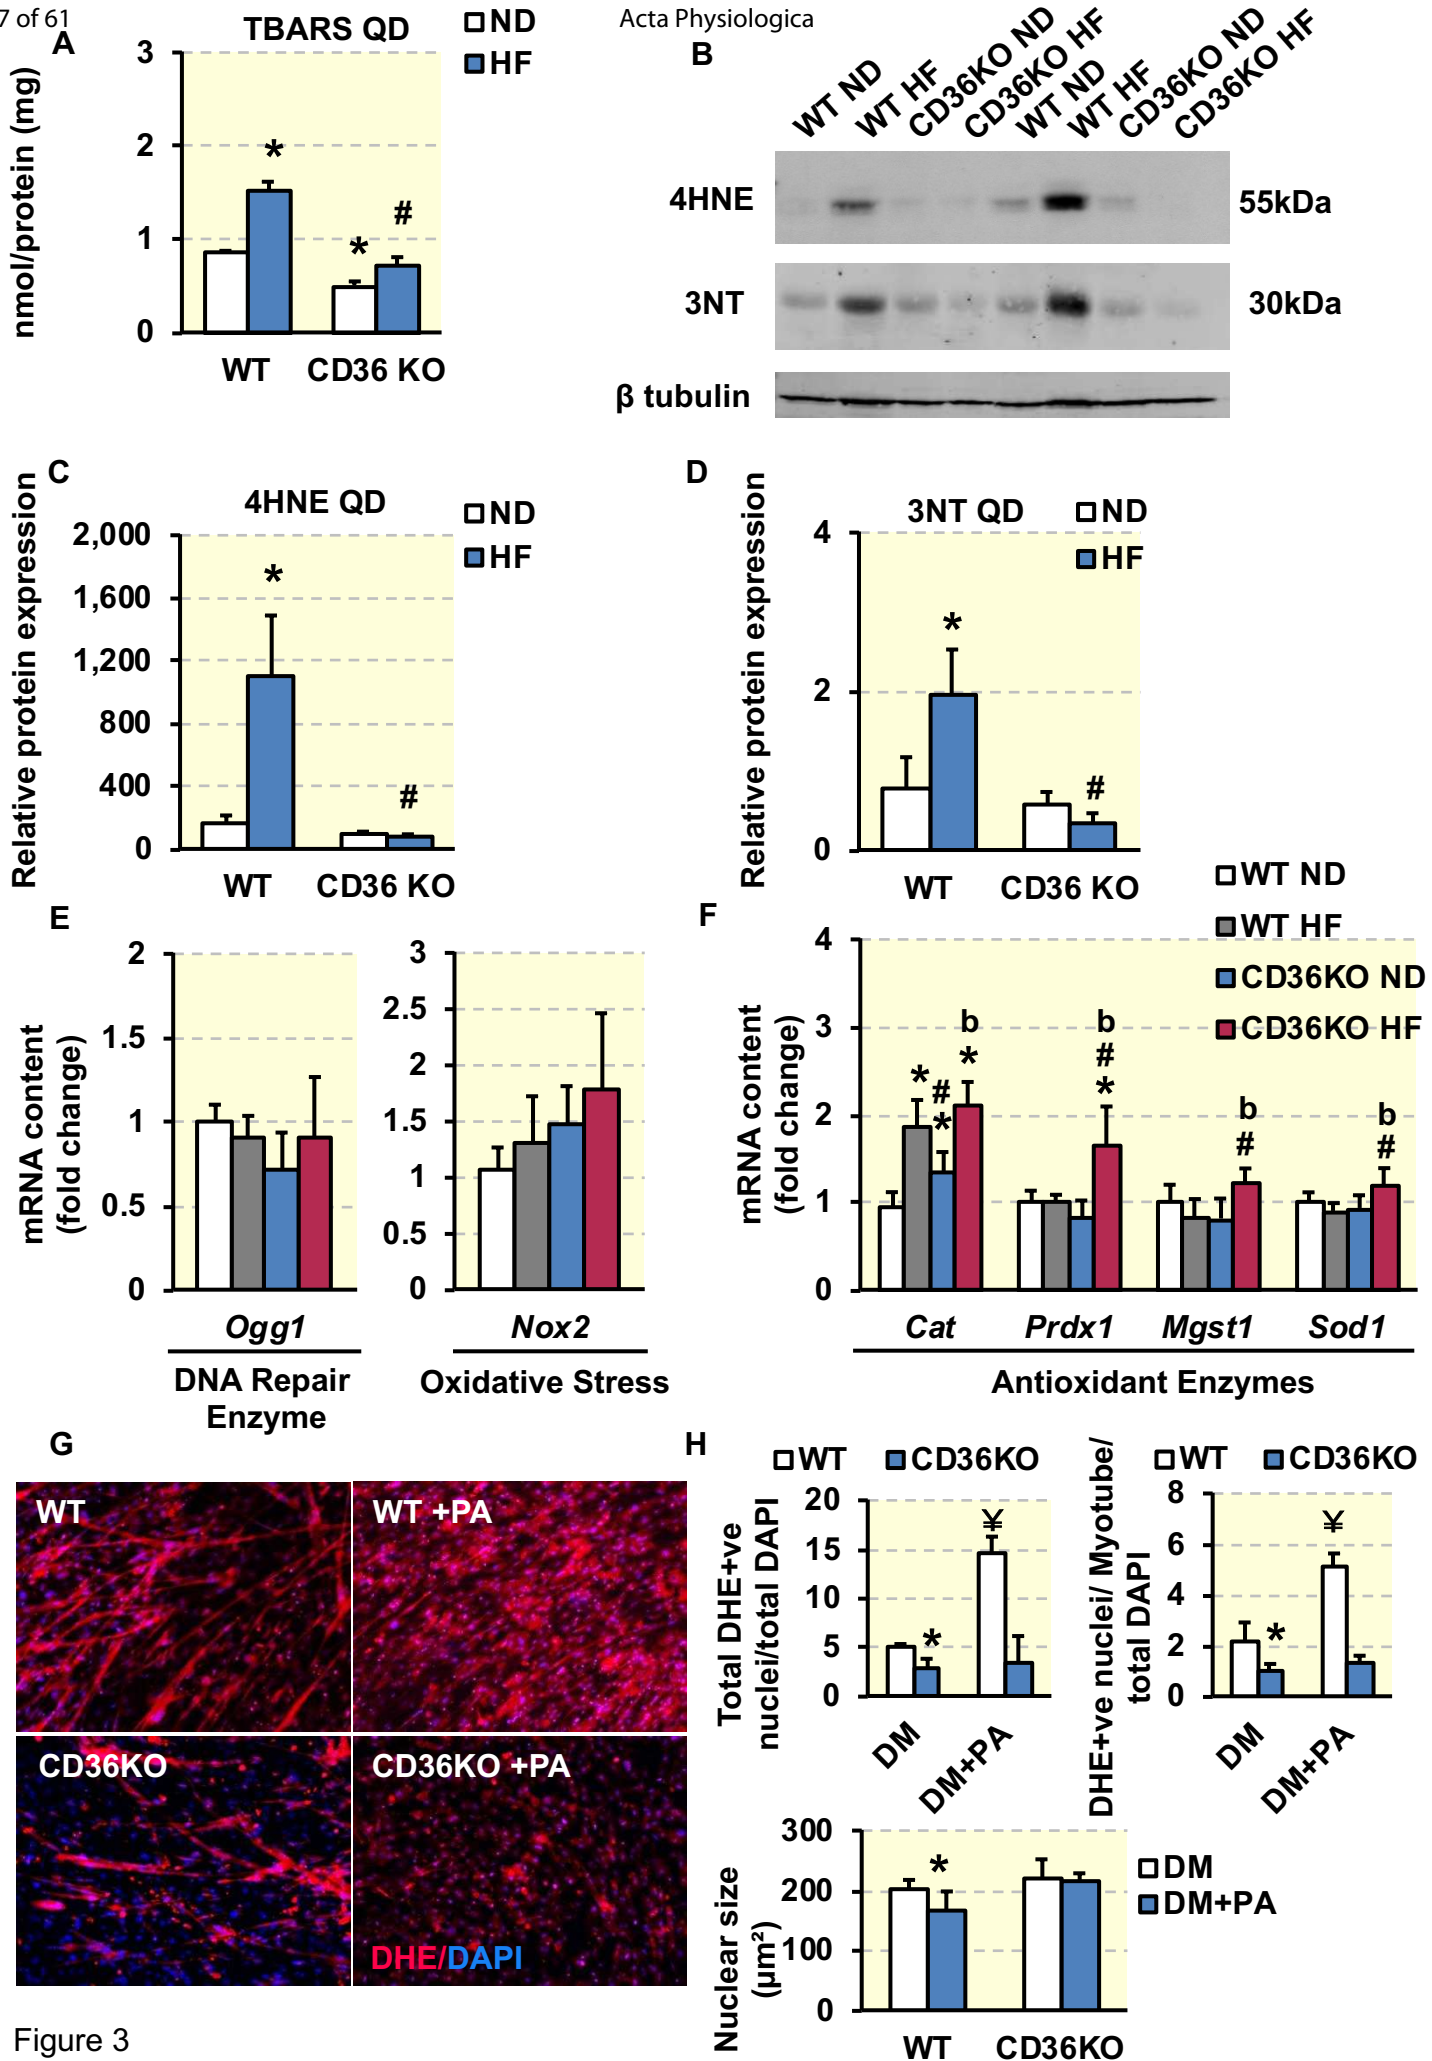 7 of 61
Acta Physiologica
A
TBARS QD
ND
HF
nmol/protein (mg)
3
2
1
0
*
*
#
WT
CD36 KO
B
WT ND
WT HF
CD36KO ND
CD36KO HF
WT ND
WT HF
CD36KO ND
CD36KO HF
4HNE
55kDa
3NT
30kDa
β tubulin
C
4HNE QD
ND
HF
Relative protein expression
2,000
1,600
1,200
800
400
0
*
#
WT
CD36 KO
D
3NT QD
ND
HF
Relative protein expression
4
2
0
*
#
WT
CD36 KO
E
mRNA content
(fold change)
2
1.5
1
0.5
0
Ogg1
DNA Repair
Enzyme
3
2.5
2
1.5
1
0.5
0
Nox2
Oxidative Stress
F
WT ND
WT HF
CD36KO ND
CD36KO HF
mRNA content
(fold change)
4
3
2
1
0
*
#
*
b
*
b
#
*
b
#
b
#
Cat
Prdx1
Mgst1
Sod1
Antioxidant Enzymes
G
WT
WT +PA
CD36KO
CD36KO +PA
DHE/DAPI
H
WT
CD36KO
Total DHE+ve
nuclei/total DAPI
20
15
10
5
0
*
¥
DM
DM+PA
WT
CD36KO
DHE+ve nuclei/ Myotube/
total DAPI
8
6
4
2
0
*
¥
DM
DM+PA
Nuclear size
(µm²)
300
200
100
0
*
WT
CD36KO
DM
DM+PA
Figure 3